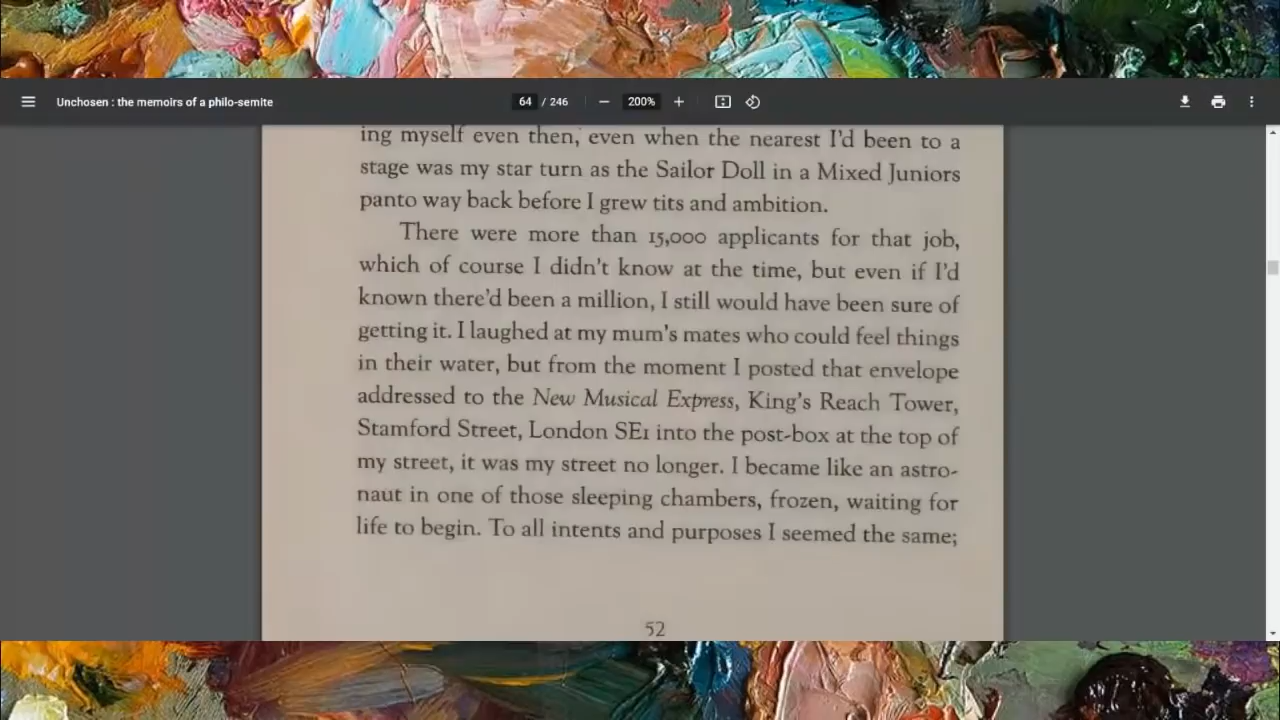 Unchosen : the memoirs of a philo-semite
64 / 246
200%
ing myself even then, even when the nearest I'd been to a
stage was my star turn as the Sailor Doll in a Mixed Juniors
panto way back before I grew tits and ambition.
There were more than 15,000 applicants for that job,
which of course I didn't know at the time, but even if I'd
known there'd been a million, I still would have been sure of
getting it. I laughed at my mum's mates who could feel things
in their water, but from the moment I posted that envelope
addressed to the New Musical Express, King's Reach Tower,
Stamford Street, London SE1 into the post-box at the top of
my street, it was my street no longer. I became like an astro-
naut in one of those sleeping chambers, frozen, waiting for
life to begin. To all intents and purposes I seemed the same;
52